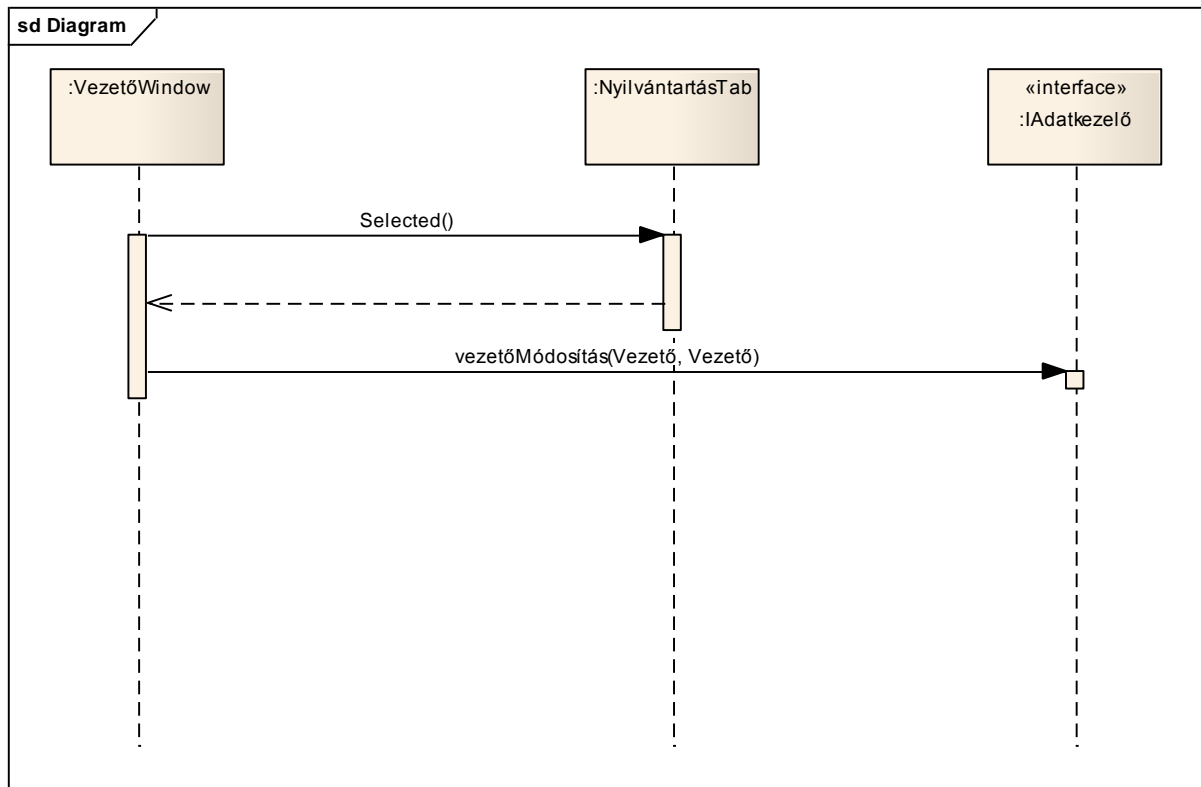 sd Diagram
:VezetőWindow
:NyilvántartásTab
«interface»
:IAdatkezelő
Selected()
vezetőMódosítás(Vezető, Vezető)